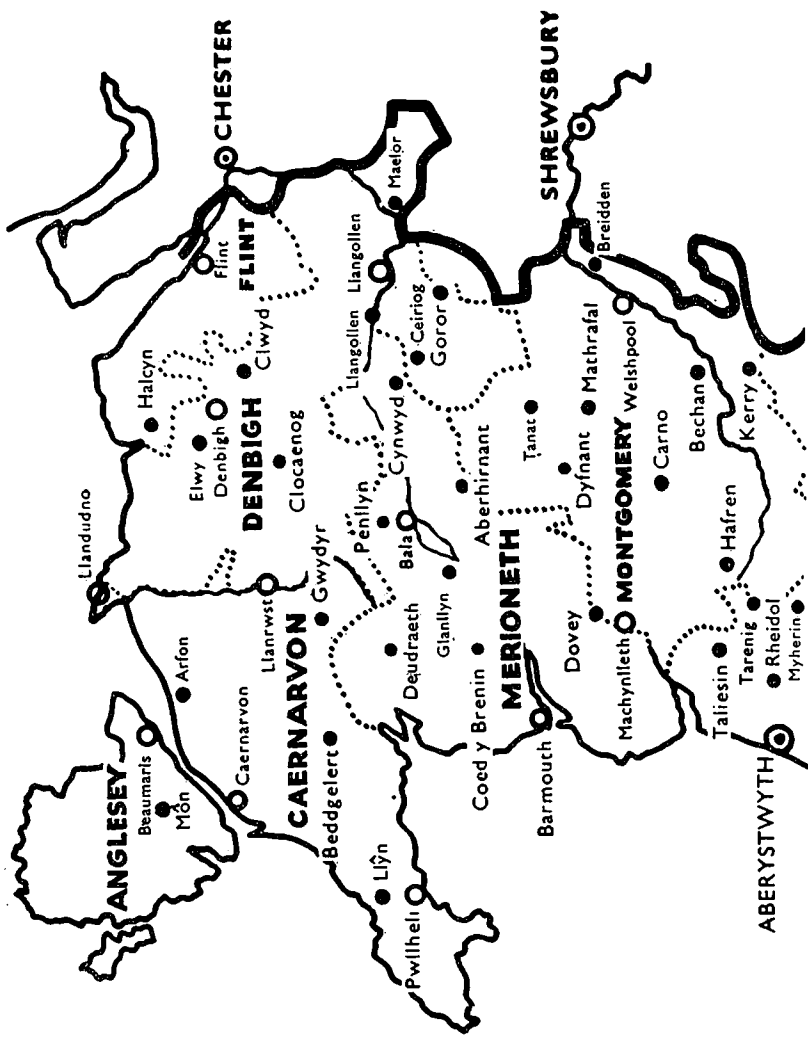 ANGLESEY
Beaumaris
Môn
Llandudno
Halcyn
CHESTER
Flint
FLINT
Arfon
Elwy
Denbigh
DENBIGH
Clwyd
Caernarvon
Llanrwst
Clocaenog
CAERNARVON
Gwydyr
Beddgelert
Llangollen
Llangollen
Maelor
Llŷn
Pwllheli
Penllyn
Bala
Cynwyd
Ceiriog
Goror
Deudraeth
Glanllyn
Aberhirnant
Coed y Brenin
MERIONETH
Barmouth
Tanat
SHREWSBURY
Breidden
Dovey
Dyfnant
Mathrafal
Machynlleth
MONTGOMERY
Welshpool
Carno
Bechan
Kerry
Hafren
Taliesin
Tarenig
Rheidol
Myherin
ABERYSTWYTH